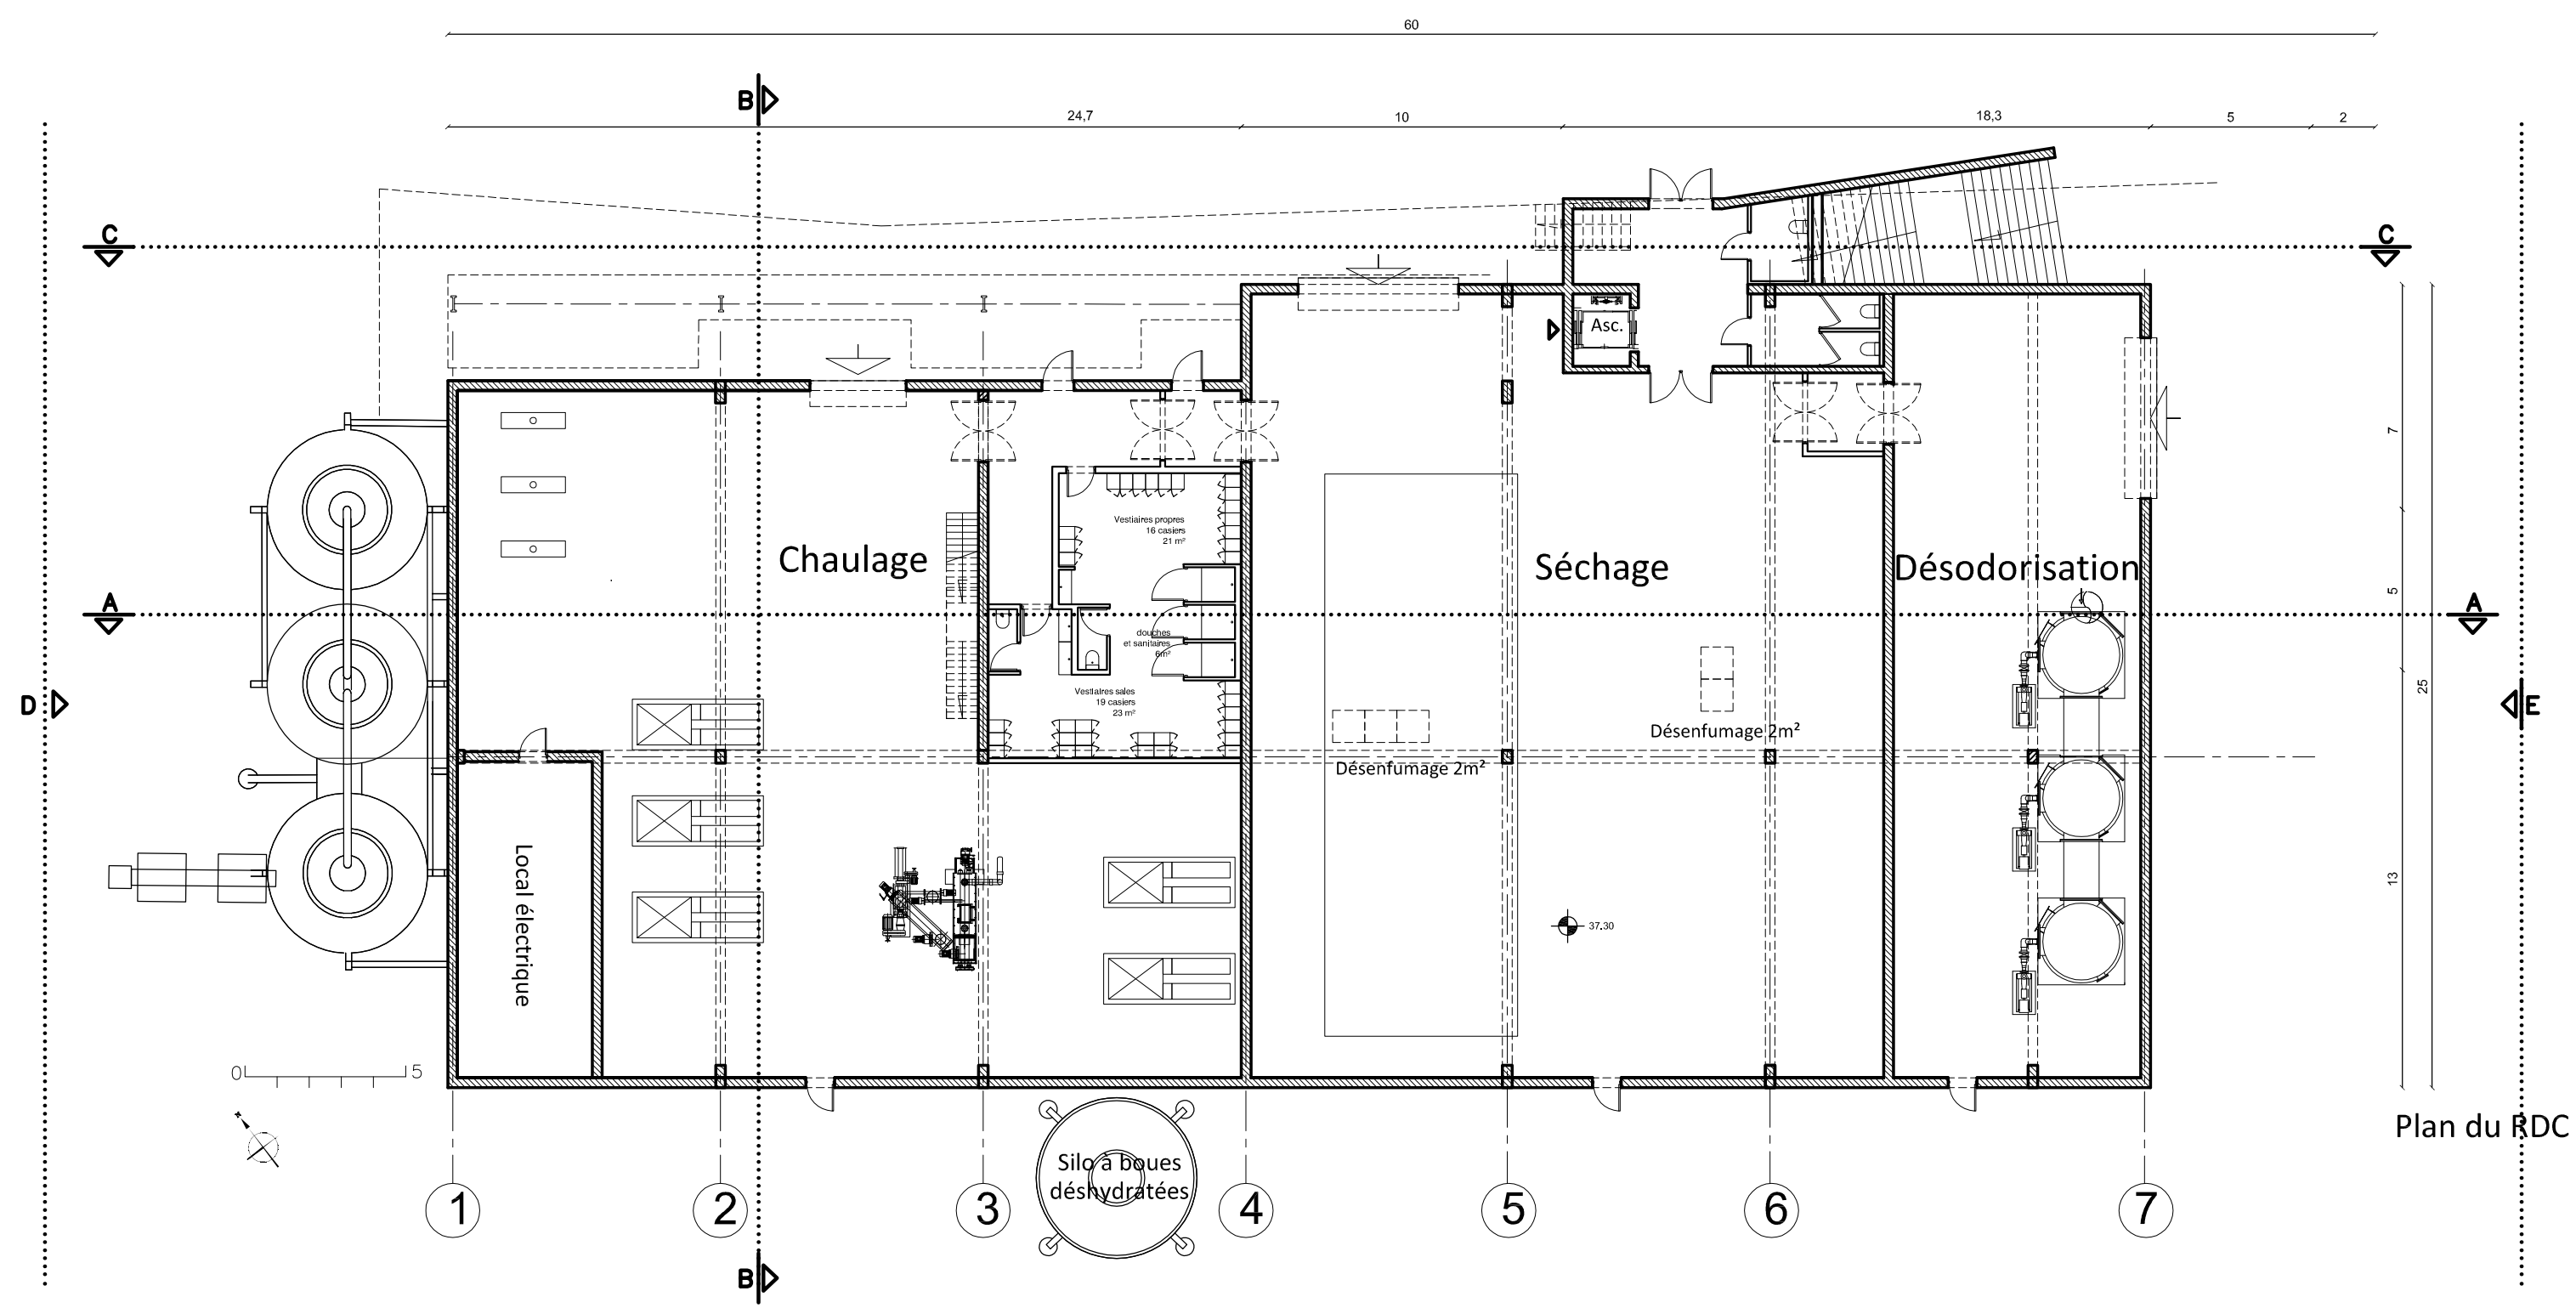 60
B
24,7
10
18,3
5
2
C
C
Asc.
7
Vestiaires propres
16 casiers
21 m²
Chaulage
Séchage
Désodorisation
5
A
A
douches
et sanitaires
6m²
25
Vestiaires sales
19 casiers
23 m²
D
E
Désenfumage 2m²
Désenfumage 2m²
Local électrique
13
37.30
0
5
Plan du RDC
Silo à boues
déshydratées
1
2
3
4
5
6
7
B